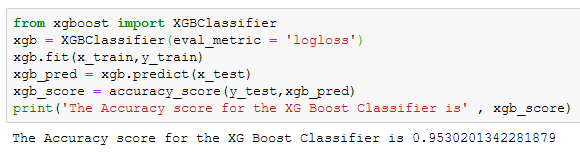 from xgboost import XGBClassifier
xgb = XGBClassifier(eval_metric = 'logloss')
xgb.fit(x_train,y_train)
xgb_pred = xgb.predict(x_test)
xgb_score = accuracy_score(y_test,xgb_pred)
print('The Accuracy score for the XG Boost Classifier is' , xgb_score)
The Accuracy score for the XG Boost Classifier is 0.9530201342281879